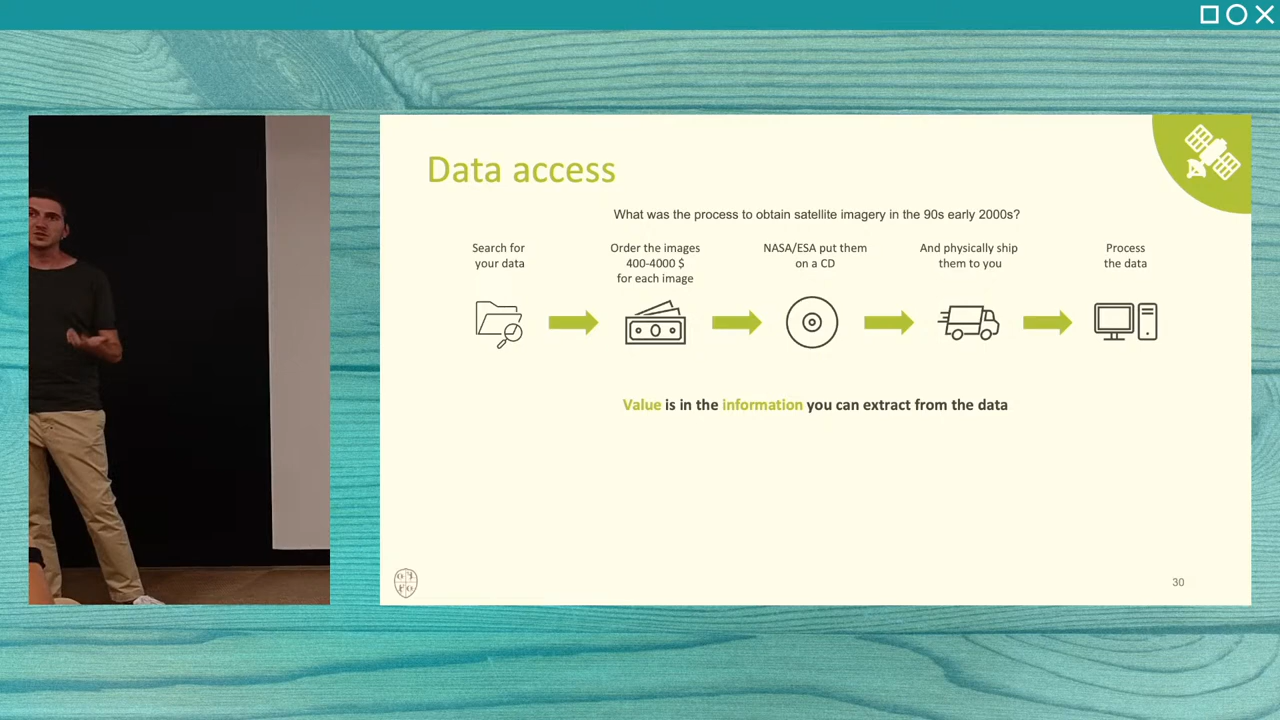 Data access
What was the process to obtain satellite imagery in the 90s early 2000s?
Search for
your data
Order the images
400-4000 $
for each image
NASA/ESA put them
on a CD
And physically ship
them to you
Process
the data
Value is in the information you can extract from the data
30